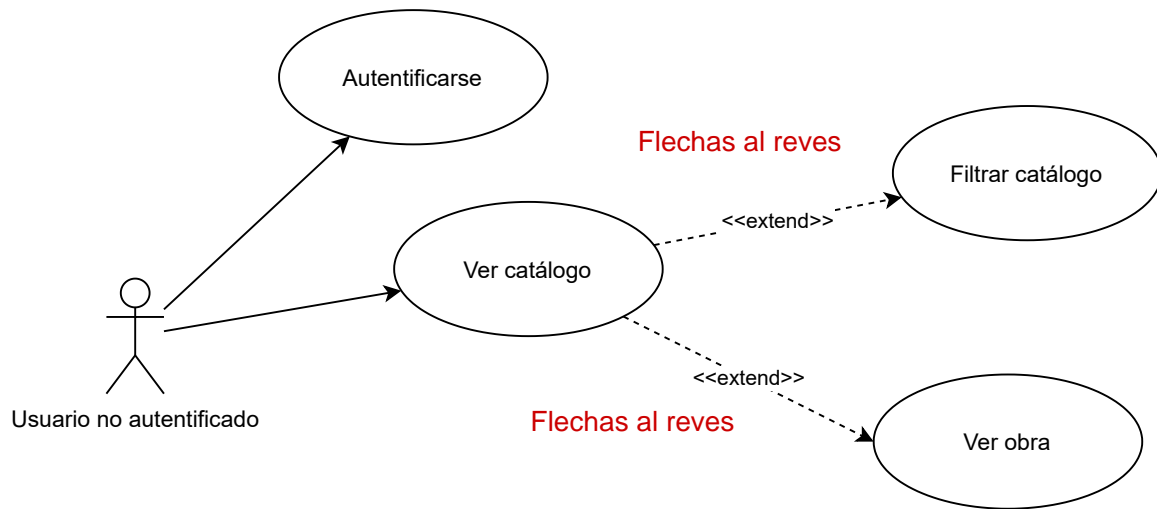 Autentificarse
Flechas al reves
Filtrar catálogo
<<extend>>
Ver catálogo
<<extend>>
Usuario no autentificado
Flechas al reves
Ver obra